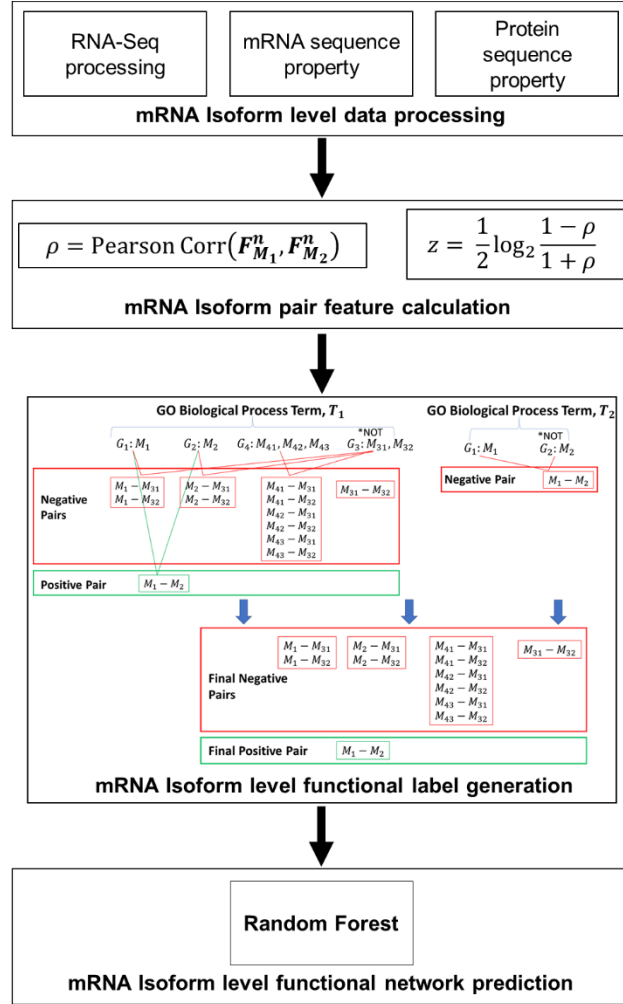 RNA-Seq
processing
mRNA sequence
property
Protein
sequence
property
mRNA Isoform level data processing
ρ = Pearson Corr(F^n_{M_1}, F^n_{M_2})
z = 1/2 log₂ (1 − ρ)/(1 + ρ)
mRNA Isoform pair feature calculation
GO Biological Process Term, T₁
*NOT
G₁: M₁
G₂: M₂
G₄: M₄₁, M₄₂, M₄₃
G₃: M₃₁, M₃₂
Negative
Pairs
M₁ − M₃₁
M₁ − M₃₂
M₂ − M₃₁
M₂ − M₃₂
M₄₁ − M₃₁
M₄₁ − M₃₂
M₄₂ − M₃₁
M₄₂ − M₃₂
M₄₃ − M₃₁
M₄₃ − M₃₂
M₃₁ − M₃₂
Positive Pair
M₁ − M₂
GO Biological Process Term, T₂
*NOT
G₁: M₁
G₂: M₂
Negative Pair
M₁ − M₂
Final Negative
Pairs
M₁ − M₃₁
M₁ − M₃₂
M₂ − M₃₁
M₂ − M₃₂
M₄₁ − M₃₁
M₄₁ − M₃₂
M₄₂ − M₃₁
M₄₂ − M₃₂
M₄₃ − M₃₁
M₄₃ − M₃₂
M₃₁ − M₃₂
Final Positive Pair
M₁ − M₂
mRNA Isoform level functional label generation
Random Forest
mRNA Isoform level functional network prediction